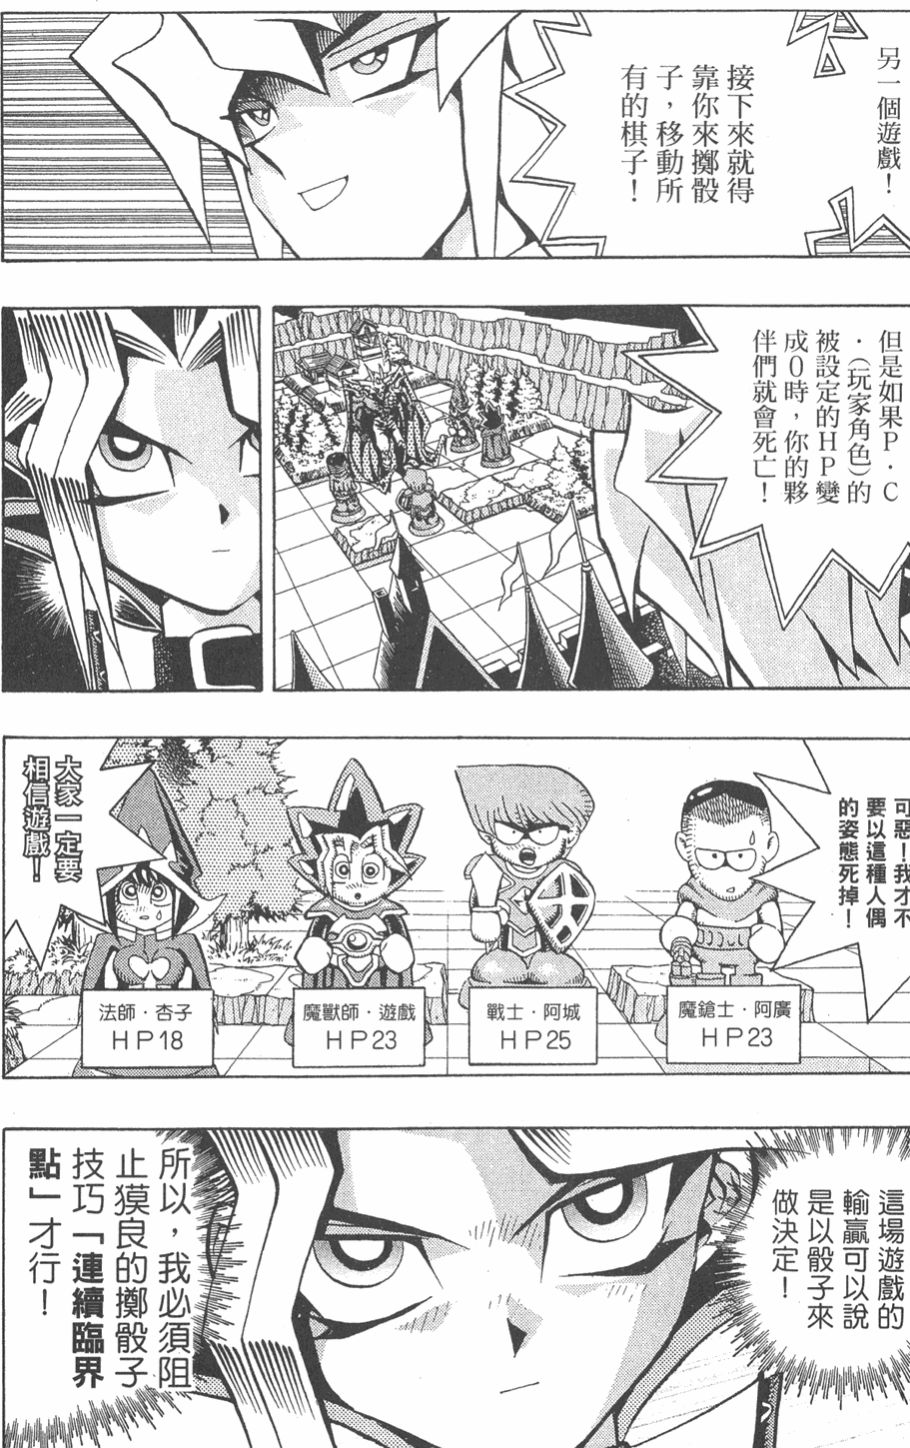 另一個遊戲！
接下來就得
靠你來擲骰
子，移動所
有的棋子！
但是如果P．C
．（玩家角色）的
被設定的HP變
成0時，你的夥
伴們就會死亡！
可惡！我才不
要以這種人偶
的姿態死掉！
大家一定要
相信遊戲！
魔鎗士．阿廣
HP23
戰士．阿城
HP25
魔獸師．遊戲
HP23
法師．杏子
HP18
這場遊戲的
輸贏可以說
是以骰子來
做決定！
所以，我必須阻
止獏良的擲骰子
技巧「連續臨界
點」才行！